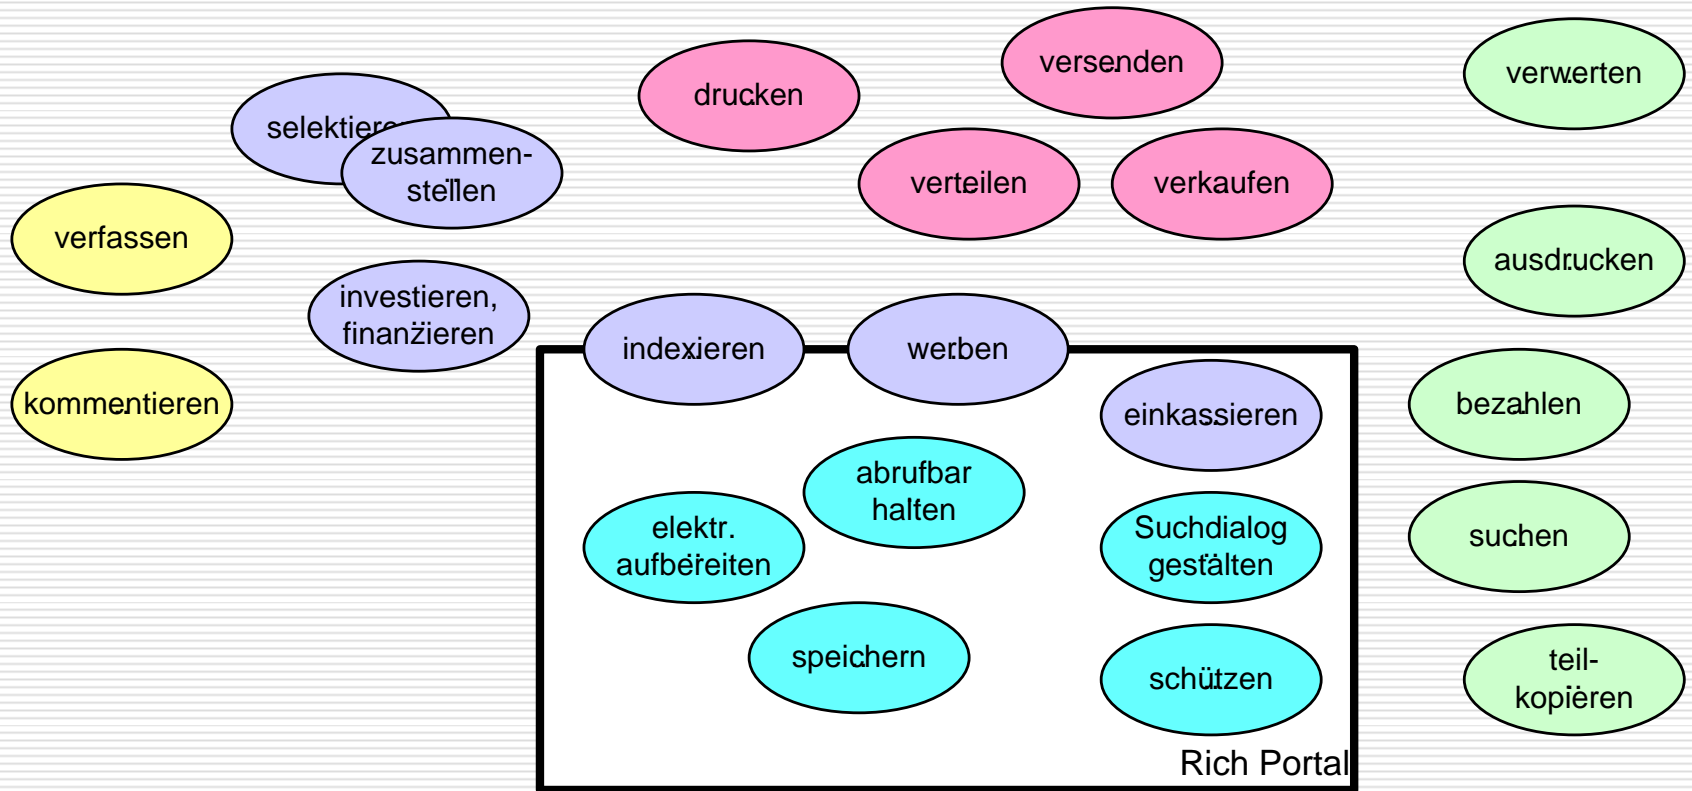 versenden
verwerten
drucken
selektieren
zusammen-
stellen
verteilen
verkaufen
verfassen
ausdrucken
investieren,
finanzieren
indexieren
werben
kommentieren
einkassieren
bezahlen
abrufbar
halten
elektr.
aufbereiten
Suchdialog
gestalten
suchen
speichern
schützen
teil-
kopieren
Rich Portal